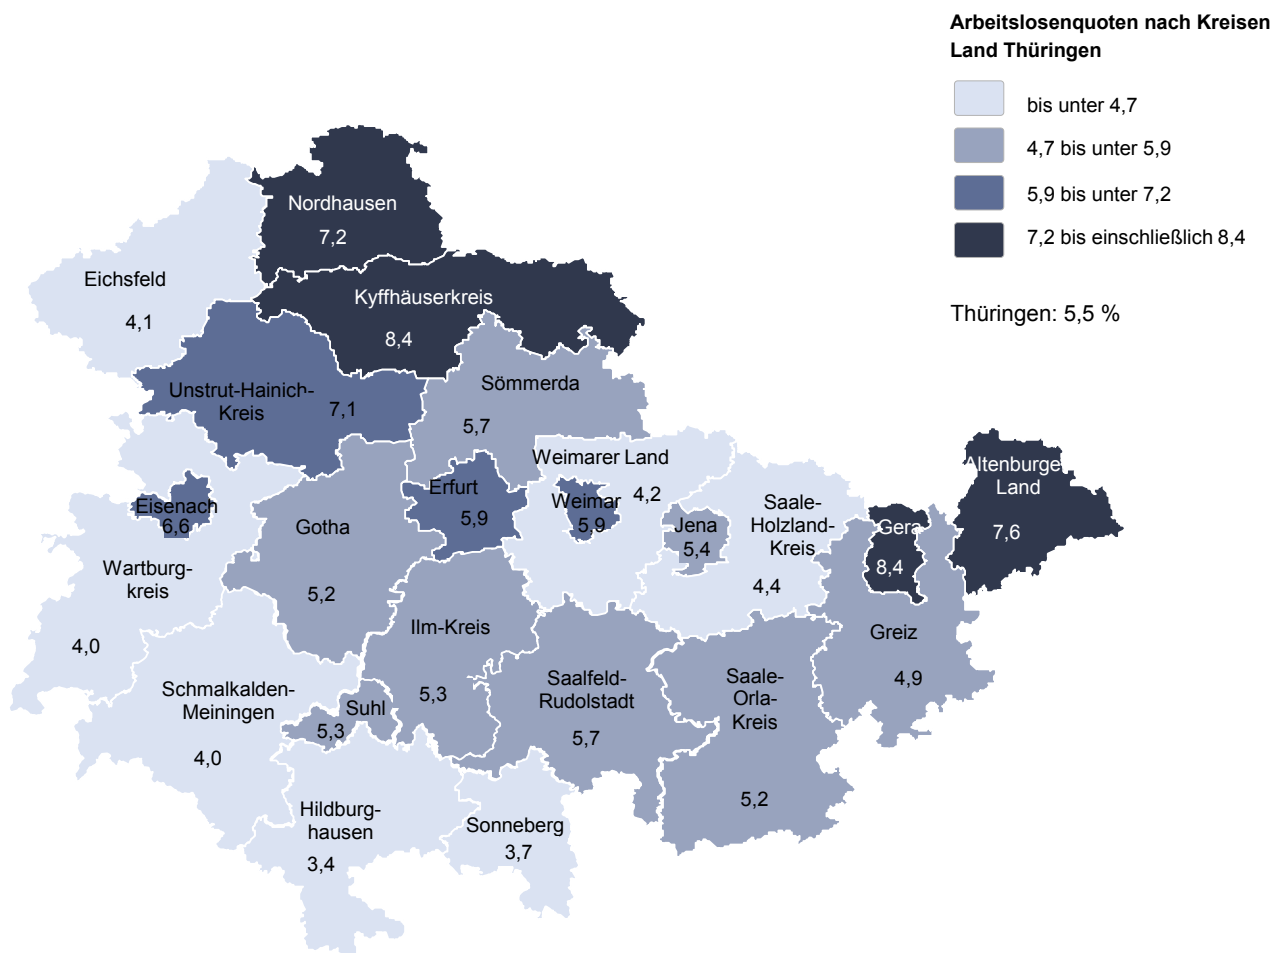 Arbeitslosenquoten nach Kreisen
Land Thüringen
bis unter 4,7
4,7 bis unter 5,9
5,9 bis unter 7,2
7,2 bis einschließlich 8,4
Thüringen: 5,5 %
Nordhausen
7,2
Eichsfeld
4,1
Kyffhäuserkreis
8,4
Unstrut-Hainich-
Kreis
7,1
Sömmerda
5,7
Weimarer Land
4,2
Erfurt
5,9
Weimar
5,9
Eisenach
6,6
Gotha
5,2
Jena
5,4
Saale-
Holzland-
Kreis
4,4
Gera
8,4
Altenburge
Land
7,6
Wartburg-
kreis
4,0
Ilm-Kreis
5,3
Greiz
4,9
Schmalkalden-
Meiningen
4,0
Suhl
5,3
Saalfeld-
Rudolstadt
5,7
Saale-
Orla-
Kreis
5,2
Hildburg-
hausen
3,4
Sonneberg
3,7